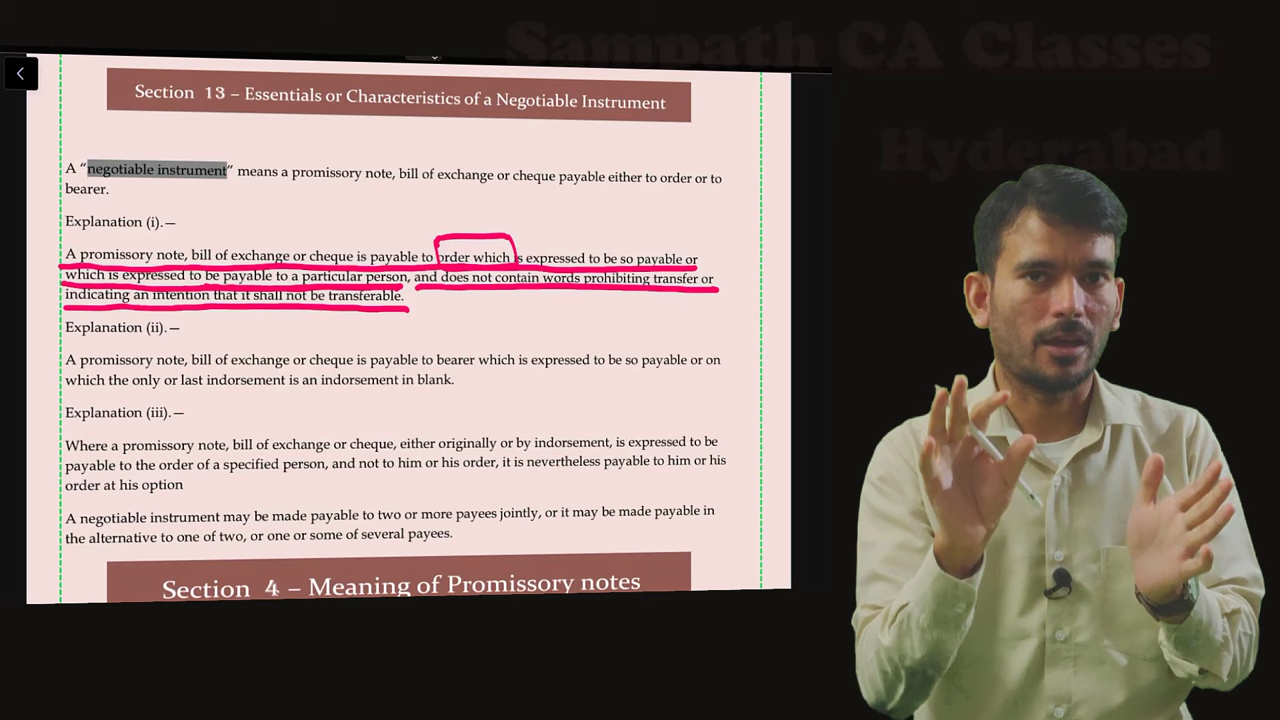 Sampath CA Classes
Hyderabad
Section 13 – Essentials or Characteristics of a Negotiable Instrument
A “negotiable instrument” means a promissory note, bill of exchange or cheque payable either to order or to
bearer.
Explanation (i).—
A promissory note, bill of exchange or cheque is payable to order which is expressed to be so payable or
which is expressed to be payable to a particular person, and does not contain words prohibiting transfer or
indicating an intention that it shall not be transferable.
Explanation (ii).—
A promissory note, bill of exchange or cheque is payable to bearer which is expressed to be so payable or on
which the only or last indorsement is an indorsement in blank.
Explanation (iii).—
Where a promissory note, bill of exchange or cheque, either originally or by indorsement, is expressed to be
payable to the order of a specified person, and not to him or his order, it is nevertheless payable to him or his
order at his option
A negotiable instrument may be made payable to two or more payees jointly, or it may be made payable in
the alternative to one of two, or one or some of several payees.
Section 4 – Meaning of Promissory notes